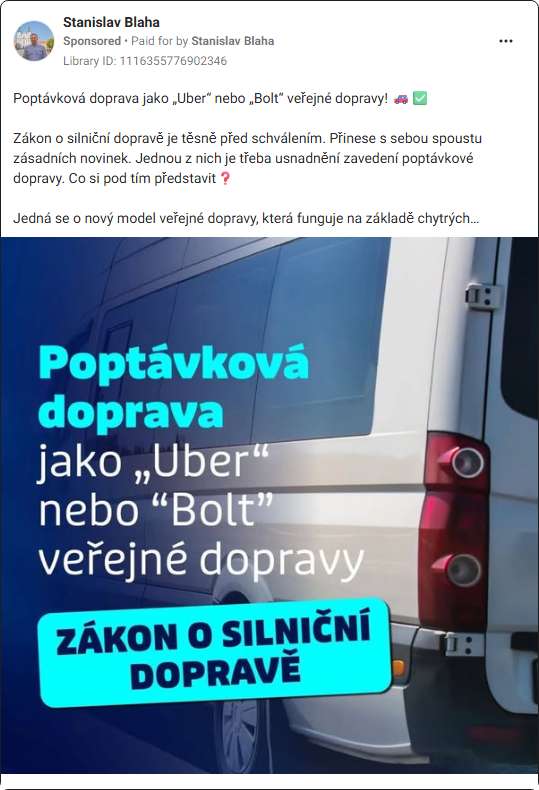 Stanislav Blaha
Sponsored • Paid for by Stanislav Blaha
Library ID: 1116355776902346
Poptávková doprava jako „Uber“ nebo „Bolt“ veřejné dopravy! 🚙 ✅
Zákon o silniční dopravě je těsně před schválením. Přinese s sebou spoustu
zásadních novinek. Jednou z nich je třeba usnadnění zavedení poptávkové
dopravy. Co si pod tím představit❓
Jedná se o nový model veřejné dopravy, která funguje na základě chytrých...
Poptávková
doprava
jako „Uber“
nebo “Bolt”
veřejné dopravy
ZÁKON O SILNIČNÍ
DOPRAVĚ